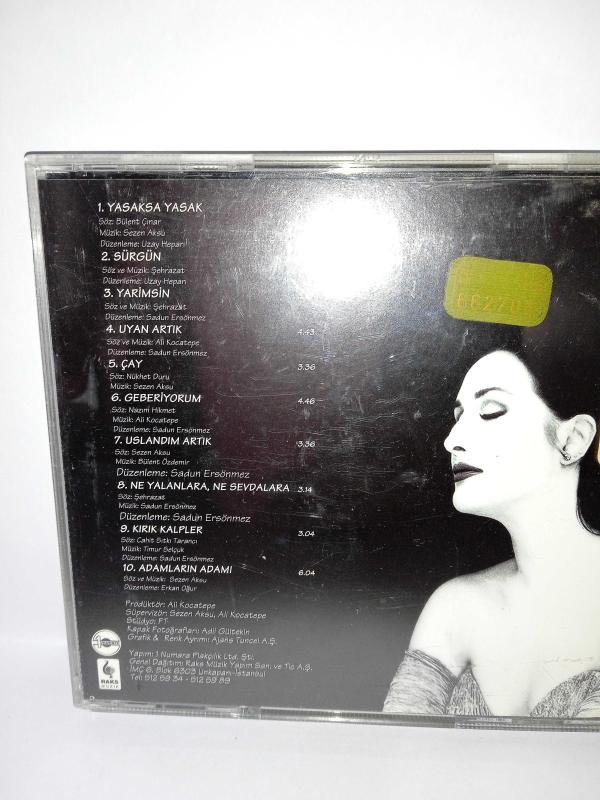 1. YASAKSA YASAK
Söz: Bülent Çınar
Müzik: Sezen Aksu
Düzenleme: Uzay Heparı
2. SÜRGÜN
Söz ve Müzik: Şehrazat
Düzenleme: Uzay Heparı
3. YARİMSİN
Söz ve Müzik: Şehrazat
Düzenleme: Sadun Ersönmez
4. UYAN ARTIK 4.43
Söz ve Müzik: Ali Kocatepe
Düzenleme: Sadun Ersönmez
5. ÇAY 3.36
Söz: Nükhet Duru
Müzik: Sezen Aksu
6. GEBERİYORUM 4.46
Söz: Nazmi Hikmet
Müzik: Ali Kocatepe
Düzenleme: Sadun Ersönmez
7. USLANDIM ARTIK 3.36
Söz: Sezen Aksu
Müzik: Bülent Özdemir
Düzenleme: Sadun Ersönmez
8. NE YALANLARA, NE SEVDALARA 3.14
Söz: Şehrazat
Müzik: Sadun Ersönmez
Düzenleme: Sadun Ersönmez
9. KIRIK KALPLER 3.04
Söz: Cahit Sıtkı Tarancı
Müzik: Timur Selçuk
Düzenleme: Sadun Ersönmez
10. ADAMLARIN ADAMI 6.04
Söz ve Müzik: Sezen Aksu
Düzenleme: Erkan Oğur
Prodüktör: Ali Kocatepe
Süpervizör: Sezen Aksu, Ali Kocatepe
Stüdyo: FT
Kapak Fotoğrafları: Adil Gültekin
Grafik & Renk Ayrımı: Ajans Tuncel A.Ş.
Yapım: 1 Numara Plakçılık Ltd. Şti.
Genel Dağıtım: Raks Müzik Yapım San. ve Tic A.Ş.
İMÇ 6. Blok 6303 Unkapanı-İstanbul
Tel: 512 59 34 - 512 59 89
RAKS
MÜZİK